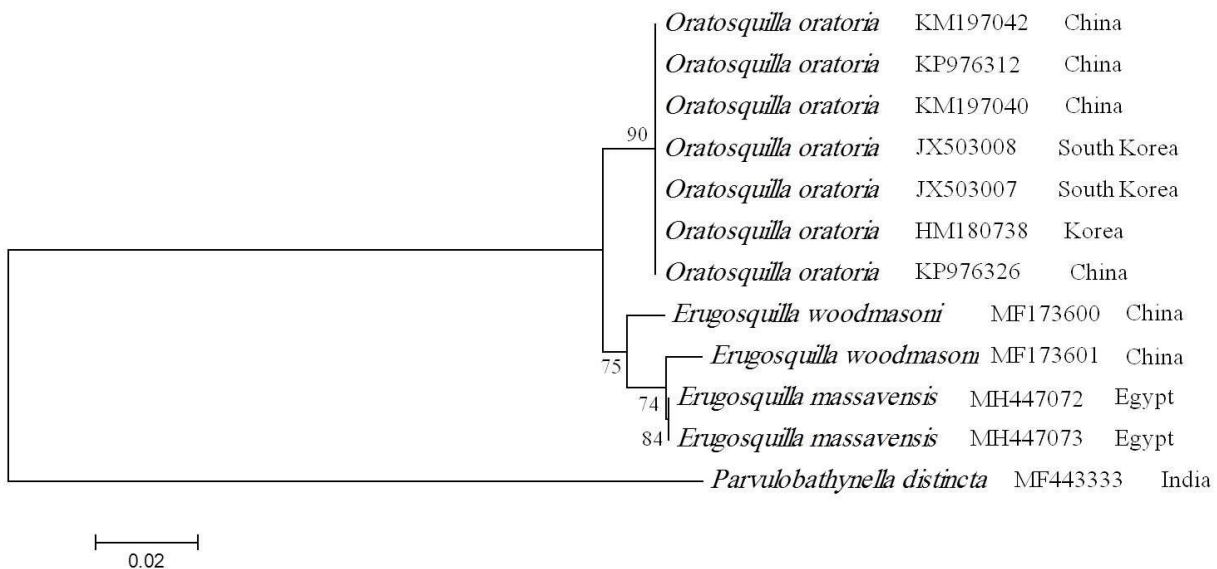 Oratosquilla oratoria KM197042 China
Oratosquilla oratoria KP976312 China
Oratosquilla oratoria KM197040 China
90
Oratosquilla oratoria JX503008 South Korea
Oratosquilla oratoria JX503007 South Korea
Oratosquilla oratoria HM180738 Korea
Oratosquilla oratoria KP976326 China
Erugosquilla woodmasoni MF173600 China
75
Erugosquilla woodmasoni MF173601 China
74
Erugosquilla massavensis MH447072 Egypt
84
Erugosquilla massavensis MH447073 Egypt
Parvulobathynella distincta MF443333 India
0.02